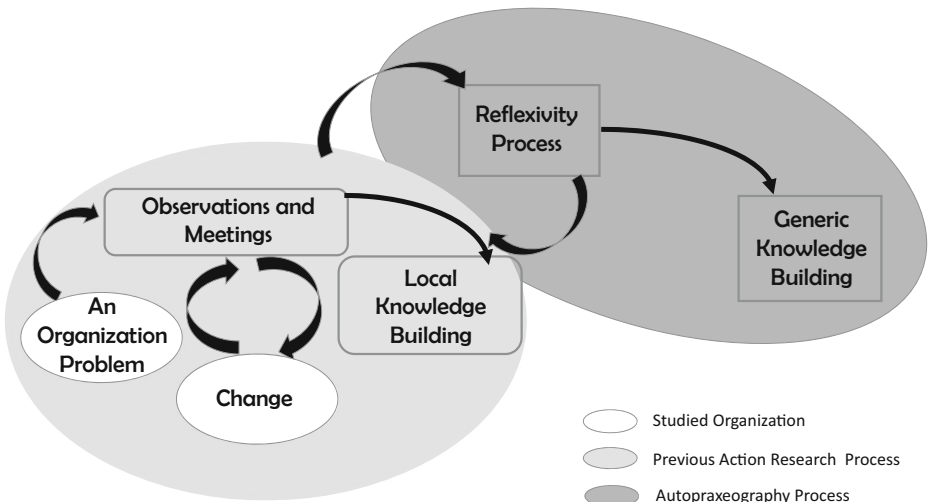 Reflexivity
Process
Observations and
Meetings
Generic
Knowledge
Building
Local
Knowledge
Building
An
Organization
Problem
Change
Studied Organization
Previous Action Research Process
Autopraxeography Process